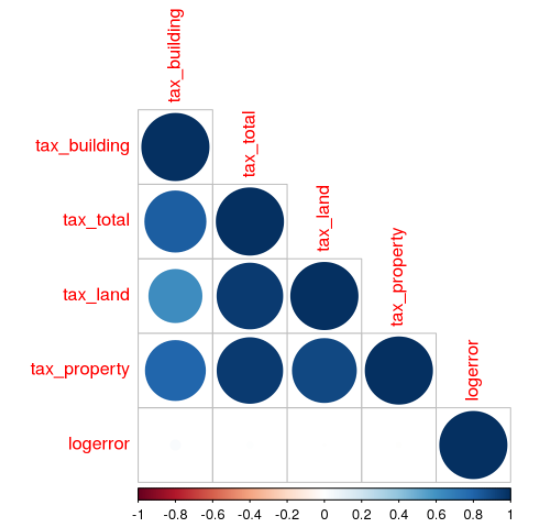 tax_building
tax_total
tax_land
tax_property
logerror
tax_building
tax_total
tax_land
tax_property
logerror
-1 -0.8 -0.6 -0.4 -0.2 0 0.2 0.4 0.6 0.8 1